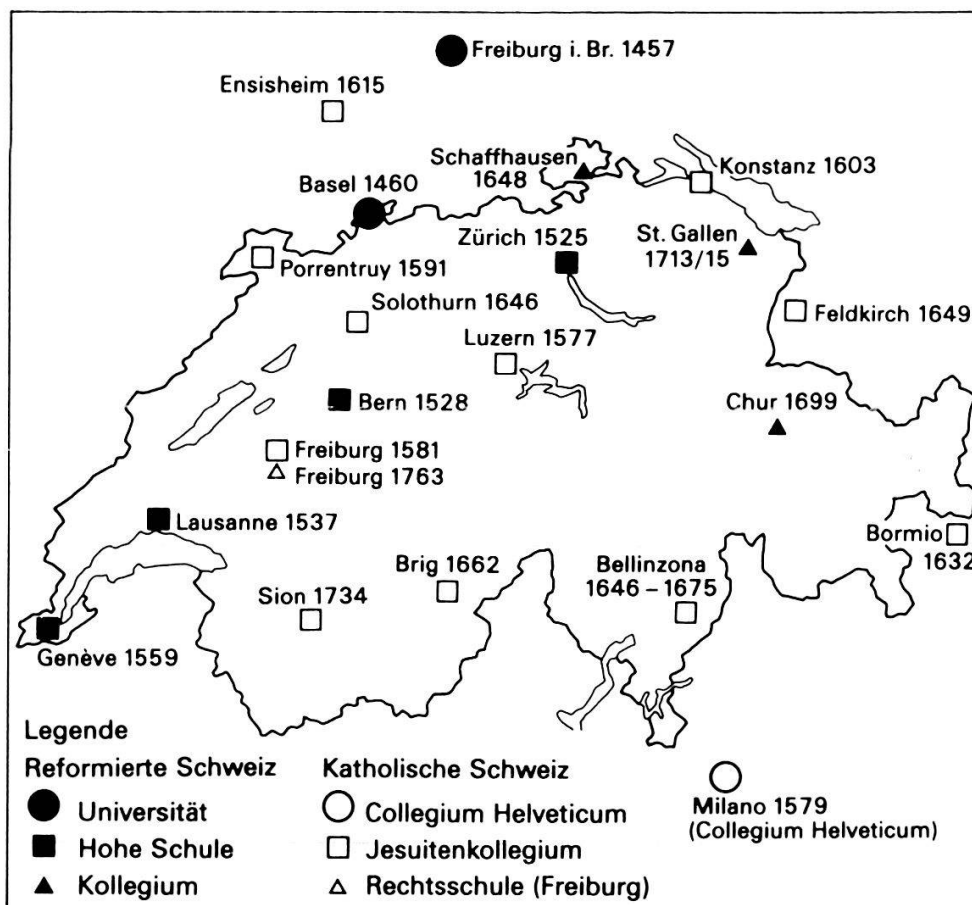 Freiburg i. Br. 1457
Ensisheim 1615
Schaffhausen
1648
Konstanz 1603
Basel 1460
Zürich 1525
St. Gallen
1713/15
Porrentruy 1591
Solothurn 1646
Feldkirch 1649
Luzern 1577
Bern 1528
Chur 1699
Freiburg 1581
Freiburg 1763
Lausanne 1537
Bormio
1632
Brig 1662
Bellinzona
1646 – 1675
Sion 1734
Genève 1559
Milano 1579
(Collegium Helveticum)
Legende
Reformierte Schweiz
Universität
Hohe Schule
Kollegium
Katholische Schweiz
Collegium Helveticum
Jesuitenkollegium
Rechtsschule (Freiburg)